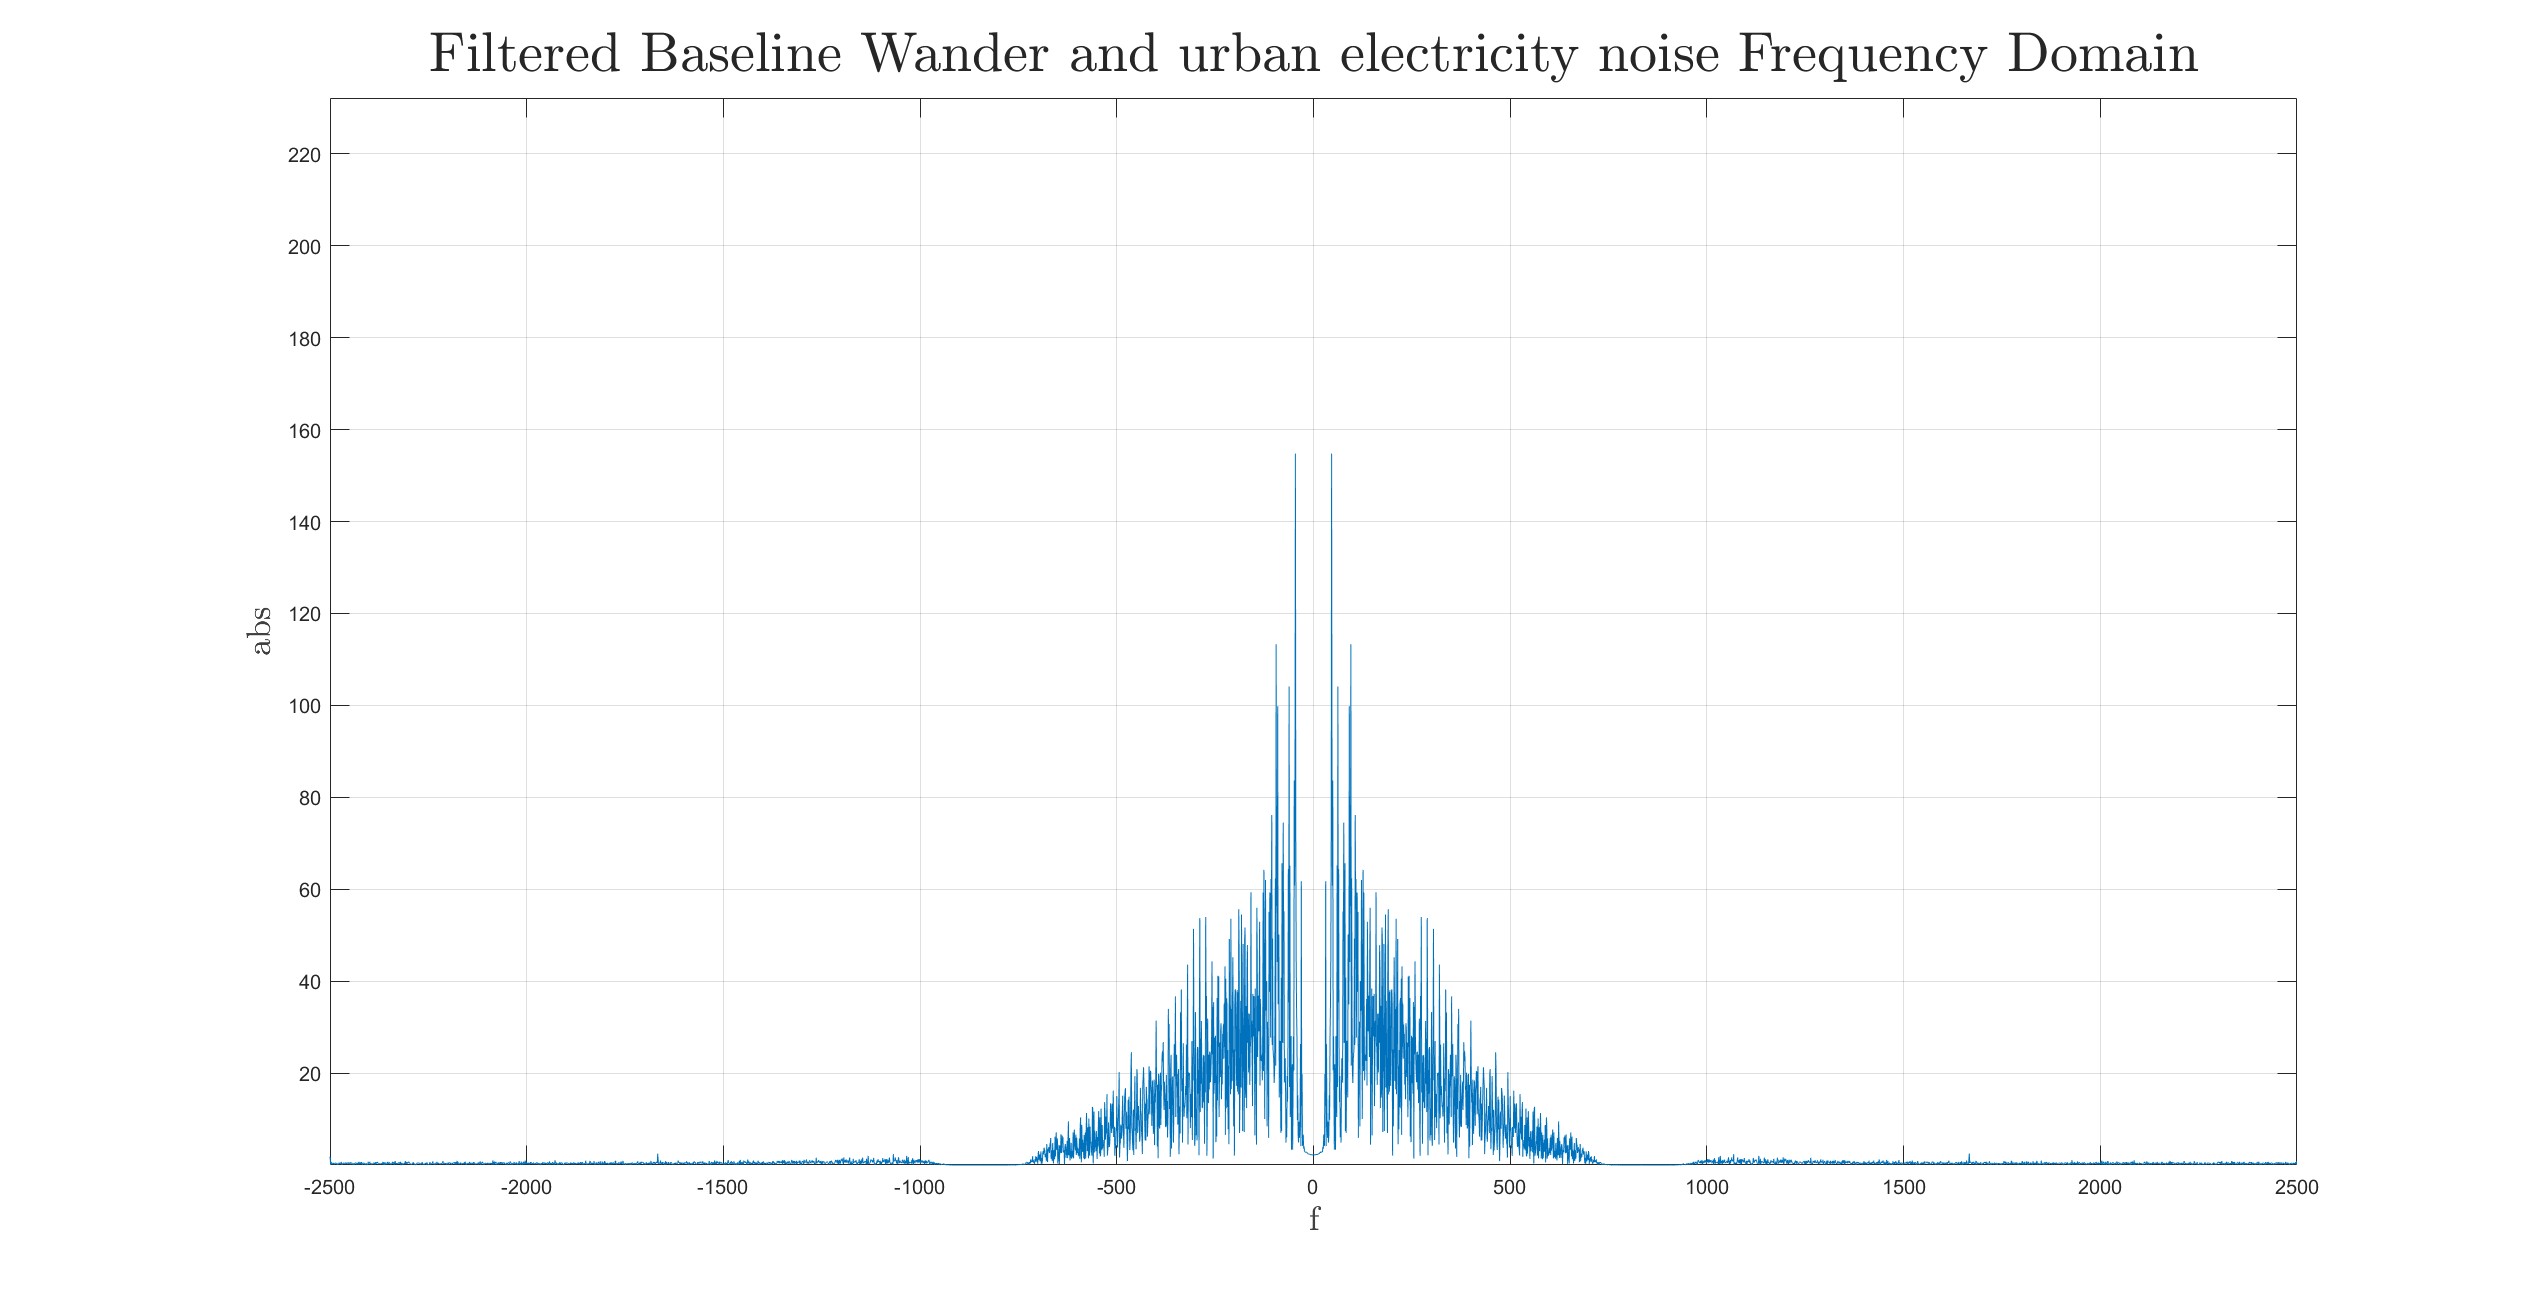 Filtered Baseline Wander and urban electricity noise Frequency Domain
220
200
180
160
140
120
100
80
60
40
20
abs
-2500 -2000 -1500 -1000 -500 0 500 1000 1500 2000 2500
f